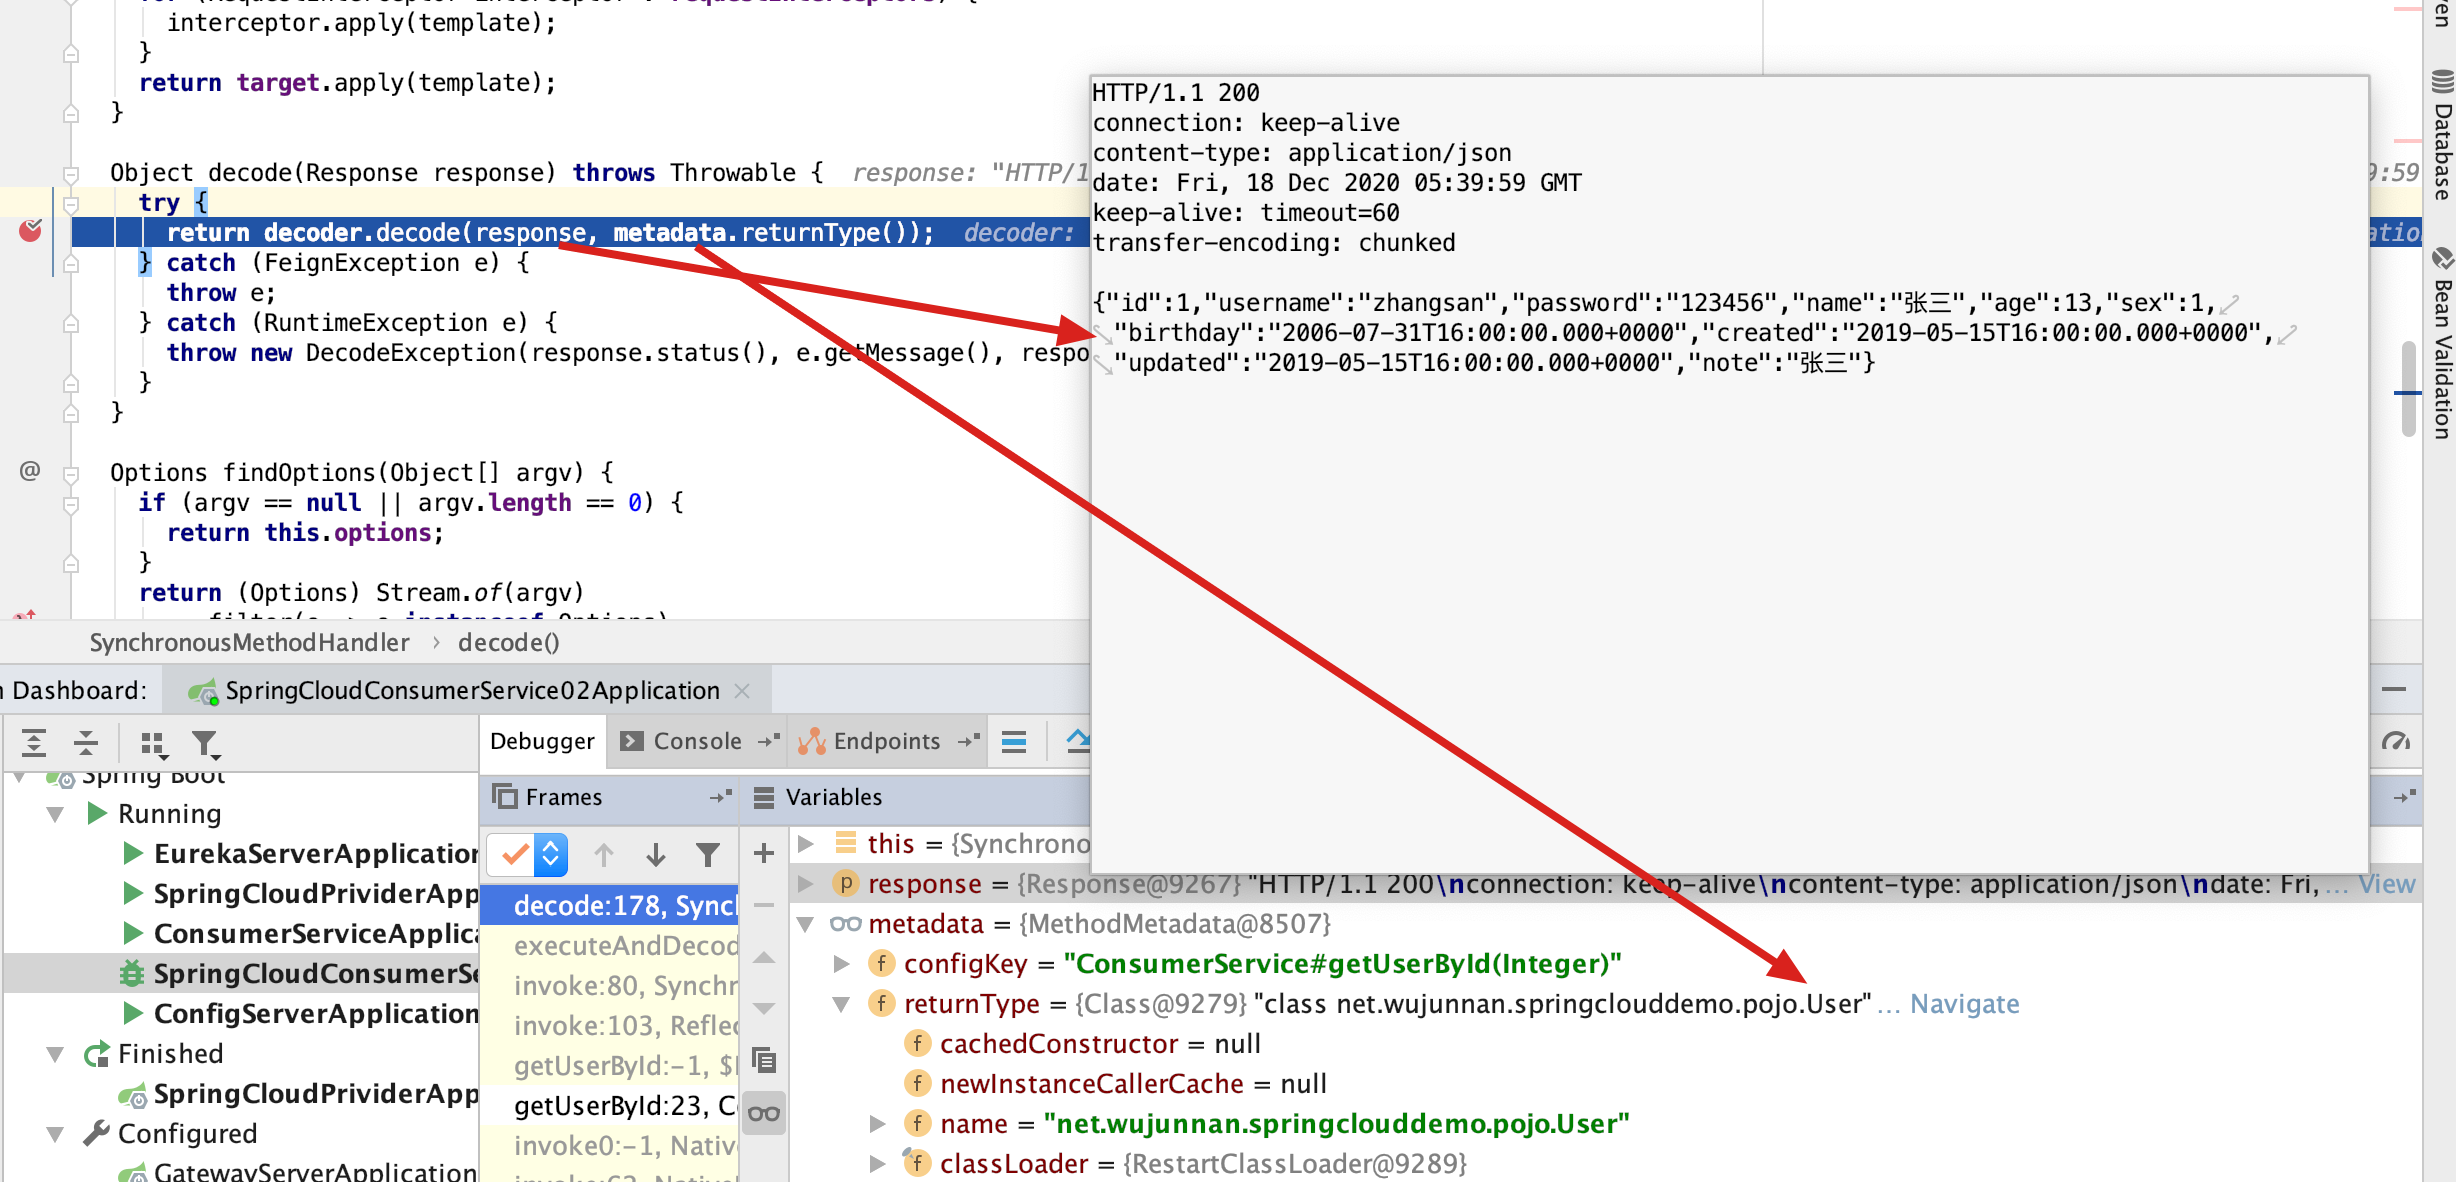 interceptor.apply(template);
}
return target.apply(template);
}
Object decode(Response response) throws Throwable {  response: "HTTP/1
9:59
try {
return decoder.decode(response, metadata.returnType());  decoder:
} catch (FeignException e) {
throw e;
} catch (RuntimeException e) {
throw new DecodeException(response.status(), e.getMessage(), respo
}
}
@
Options findOptions(Object[] argv) {
if (argv == null || argv.length == 0) {
return this.options;
}
return (Options) Stream.of(argv)
HTTP/1.1 200
connection: keep-alive
content-type: application/json
date: Fri, 18 Dec 2020 05:39:59 GMT
keep-alive: timeout=60
transfer-encoding: chunked
{"id":1,"username":"zhangsan","password":"123456","name":"张三","age":13,"sex":1,
"birthday":"2006-07-31T16:00:00.000+0000","created":"2019-05-15T16:00:00.000+0000",
"updated":"2019-05-15T16:00:00.000+0000","note":"张三"}
Database
Bean Validation
SynchronousMethodHandler › decode()
Dashboard:
SpringCloudConsumerService02Application
Debugger
Console
Endpoints
Frames
Variables
Spring Boot
Running
EurekaServerApplication
SpringCloudPrividerApp
ConsumerServiceApplica
SpringCloudConsumerSe
ConfigServerApplication
Finished
SpringCloudPrividerApp
Configured
GatewayServerApplication
decode:178, Synch
executeAndDecod
invoke:80, Synchr
invoke:103, Reflec
getUserById:-1, $
getUserById:23, C
invoke0:-1, Nativ
this = {Synchrono
response = {Response@9267} "HTTP/1.1 200\nconnection: keep-alive\ncontent-type: application/json\ndate: Fri,... View
metadata = {MethodMetadata@8507}
configKey = "ConsumerService#getUserById(Integer)"
returnType = {Class@9279} "class net.wujunnan.springclouddemo.pojo.User" ... Navigate
cachedConstructor = null
newInstanceCallerCache = null
name = "net.wujunnan.springclouddemo.pojo.User"
classLoader = {RestartClassLoader@9289}